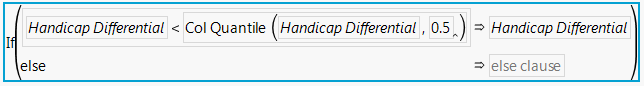 If( Handicap Differential < Col Quantile ( Handicap Differential , 0.5 ) ⇒ Handicap Differential
else ⇒ else clause )